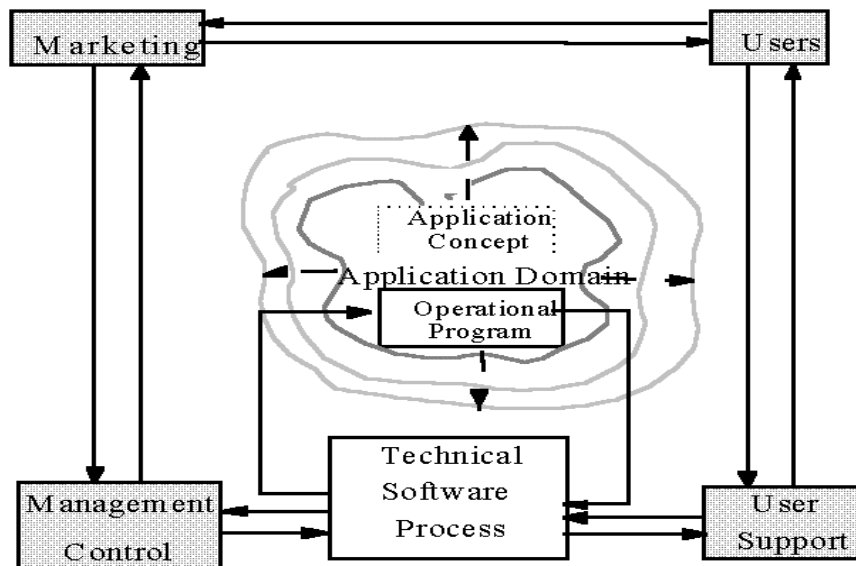 Marketing
Users
Application
Concept
Application Domain
Operational
Program
Technical
Software
Process
Management
Control
User
Support